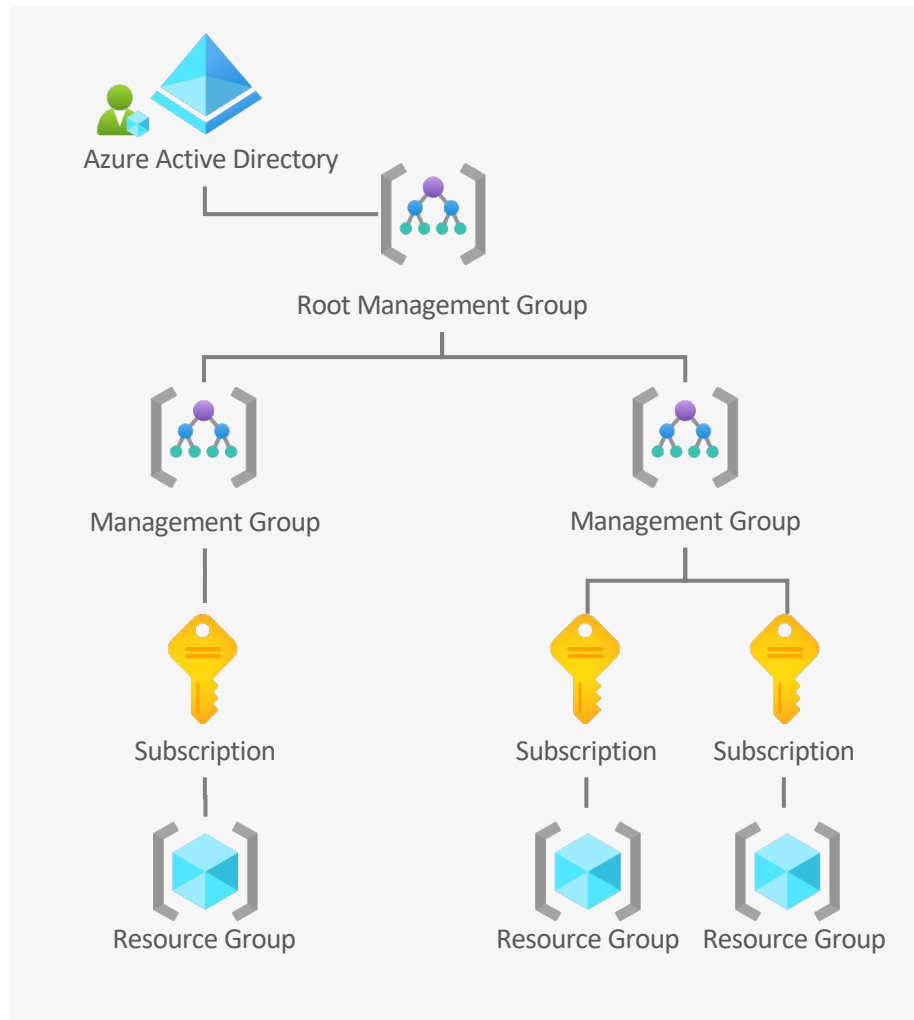 Azure Active Directory
Root Management Group
Management Group
Management Group
Subscription
Subscription
Subscription
Resource Group
Resource Group
Resource Group